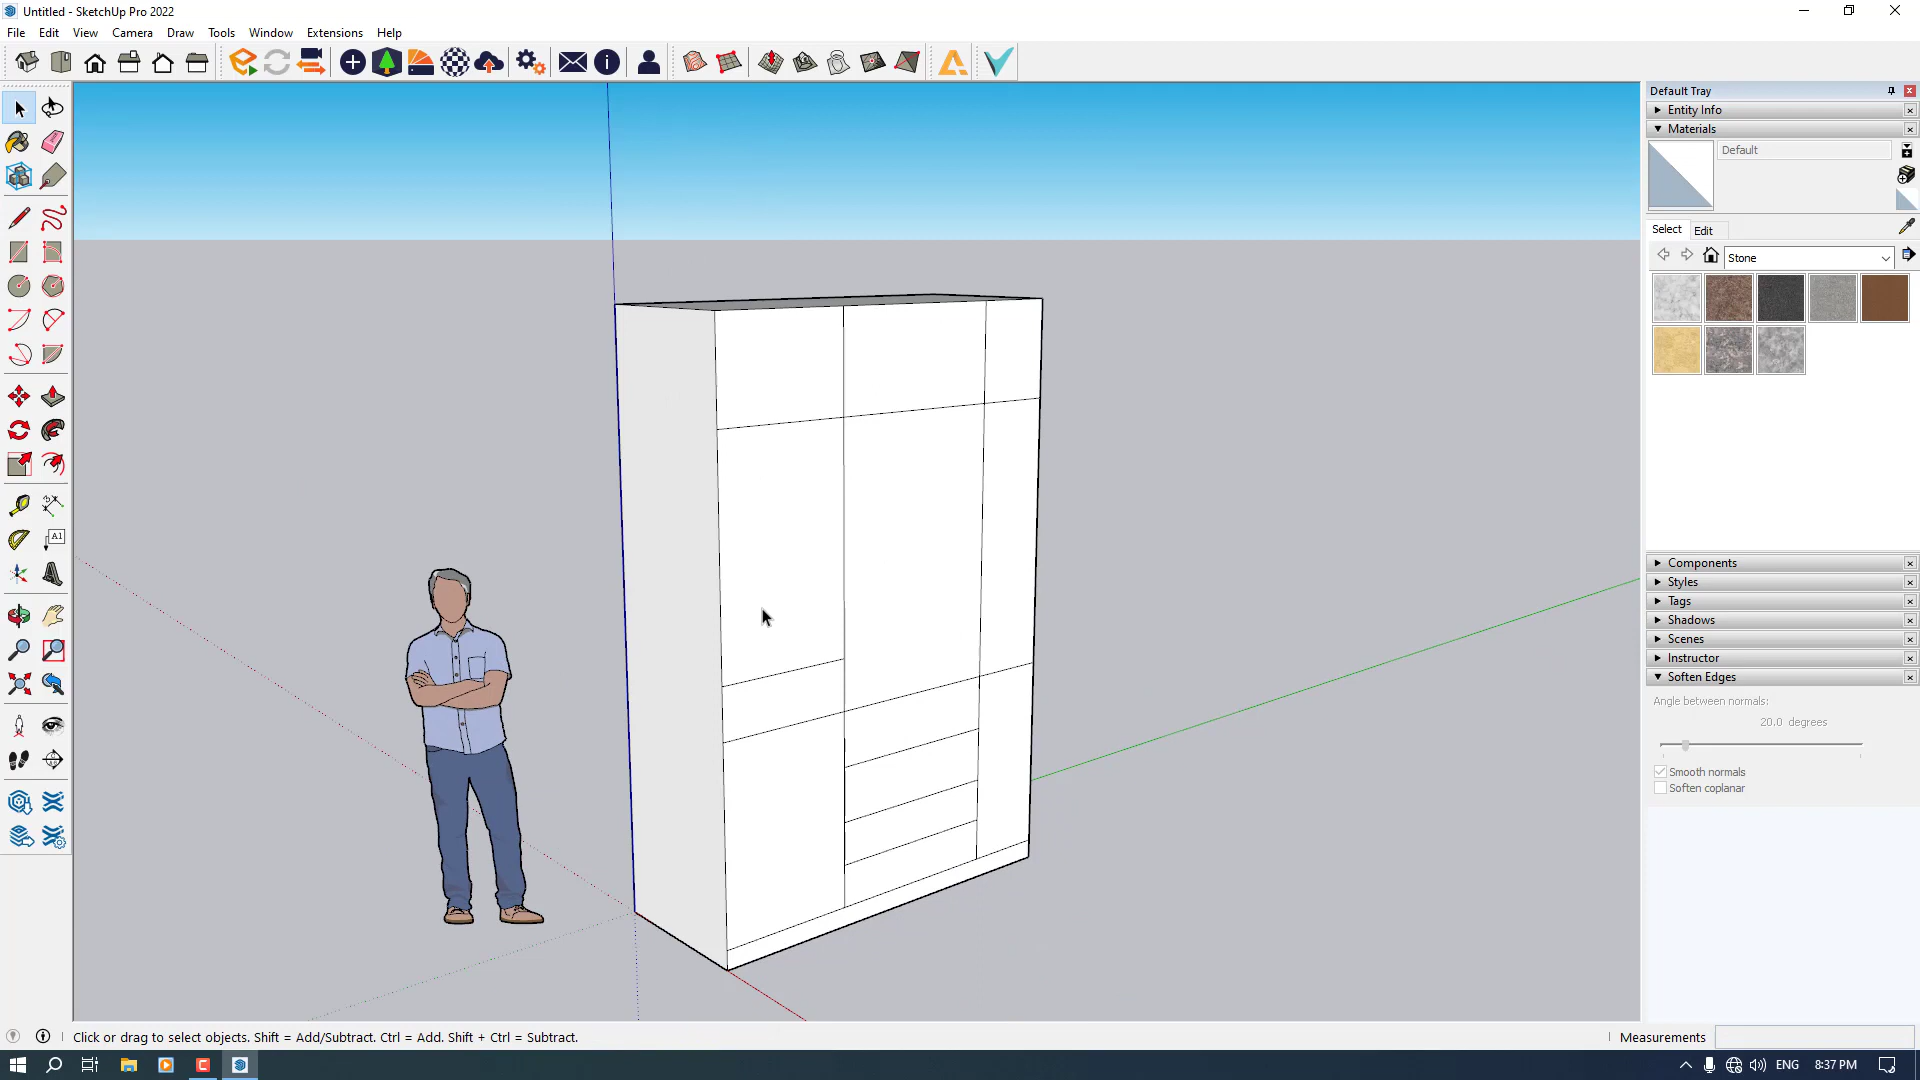 Untitled - SketchUp Pro 2022
File Edit View Camera Draw Tools Window Extensions Help
Default Tray
Entity Info
Materials
Default
Select Edit
Stone
A1
Components
Styles
Tags
Shadows
Scenes
Instructor
Soften Edges
Angle between normals:
20.0 degrees
Smooth normals
Soften coplanar
Click or drag to select objects. Shift = Add/Subtract. Ctrl = Add. Shift + Ctrl = Subtract.
Measurements
ENG 8:37 PM